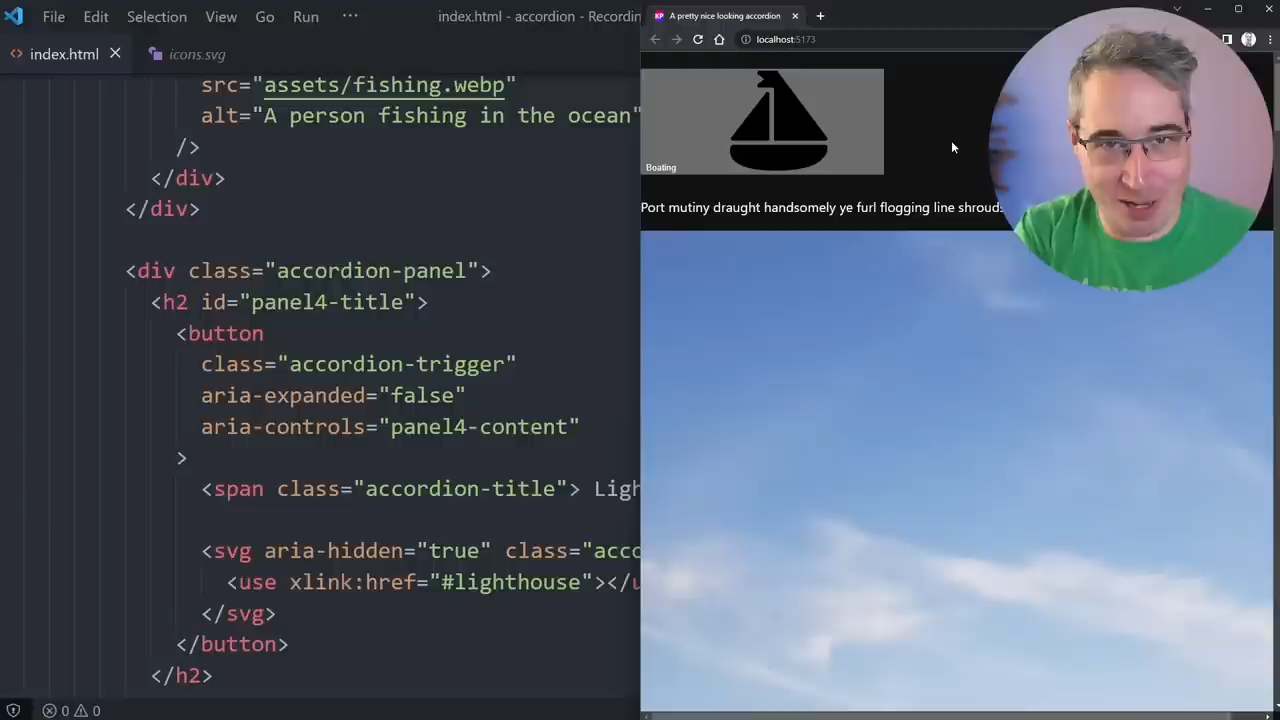 File Edit Selection View Go Run ··· index.html - accordion - Recordin
index.html
icons.svg
src="assets/fishing.webp"
alt="A person fishing in the ocean"
/>
</div>
</div>
<div class="accordion-panel">
<h2 id="panel4-title">
<button
class="accordion-trigger"
aria-expanded="false"
aria-controls="panel4-content"
>
<span class="accordion-title"> Ligh
<svg aria-hidden="true" class="acco
<use xlink:href="#lighthouse"></u
</svg>
</button>
</h2>
0 0
KP A pretty nice looking accordion
localhost:5173
Boating
Port mutiny draught handsomely ye furl flogging line shrouds